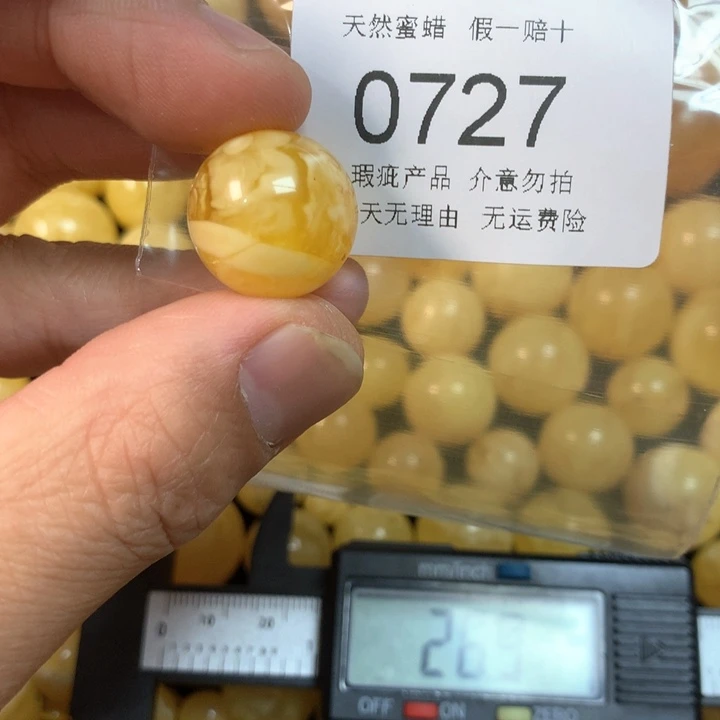 天然蜜蜡 假一赔十
0727
瑕疵产品 介意勿拍
天无理由 无运费险
mm/inch
0 10 20
26
OFF ON ZERO